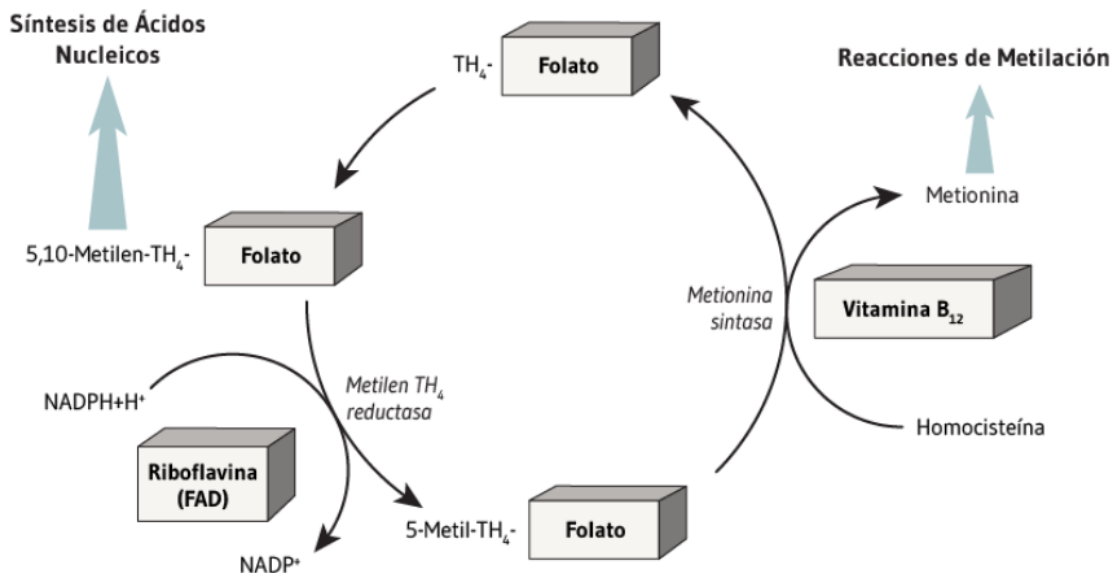 Síntesis de Ácidos
Nucleicos
TH₄-
Folato
Reacciones de Metilación
Metionina
5,10-Metilen-TH₄-
Folato
Metionina
sintasa
Vitamina B₁₂
NADPH+H⁺
Metilen TH₄
reductasa
Homocisteína
Riboflavina
(FAD)
5-Metil-TH₄-
Folato
NADP⁺